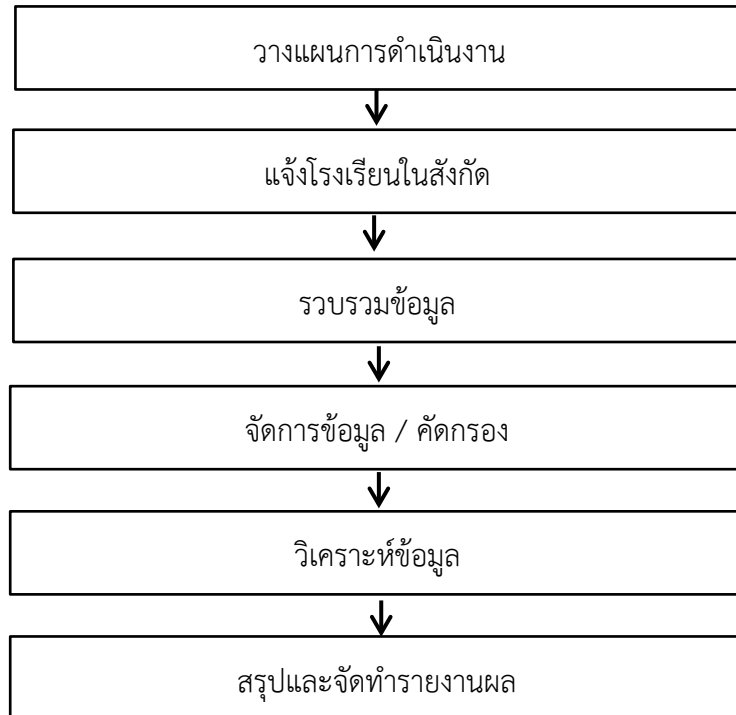 วางแผนการดำเนินงาน
แจ้งโรงเรียนในสังกัด
รวบรวมข้อมูล
จัดการข้อมูล / คัดกรอง
วิเคราะห์ข้อมูล
สรุปและจัดทำรายงานผล